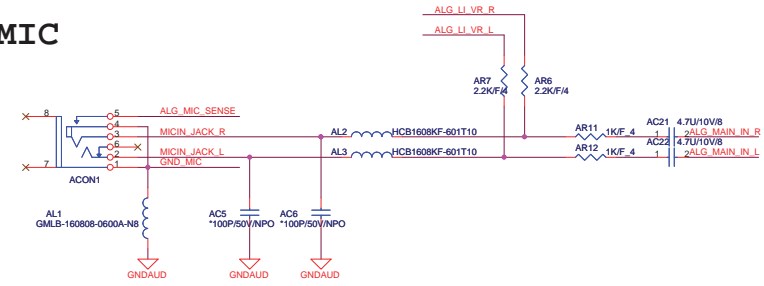 MIC
ALG_LI_VR_R
ALG_LI_VR_L
AR7
2.2K/F/4
AR6
2.2K/F/4
8
5
ALG_MIC_SENSE
4
3
MICIN_JACK_R
AL2
HCB1608KF-601T10
AR11
1K/F_4
AC21
4.7U/10V/8
1
2
ALG_MAIN_IN_R
6
2
MICIN_JACK_L
AL3
HCB1608KF-601T10
AR12
1K/F_4
AC22
4.7U/10V/8
1
2
ALG_MAIN_IN_L
7
1
GND_MIC
ACON1
AL1
GMLB-160808-0600A-N8
AC5
*100P/50V/NPO
AC6
*100P/50V/NPO
GNDAUD
GNDAUD
GNDAUD